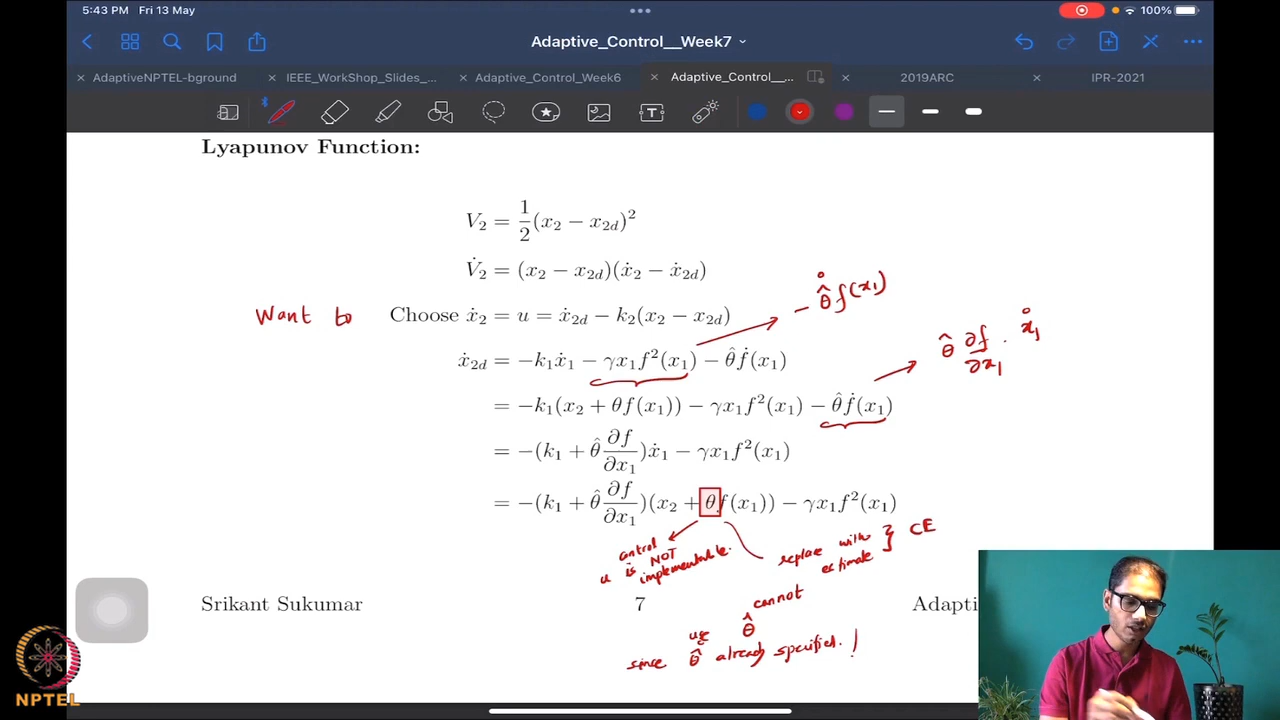 5:43 PM Fri 13 May
100%
Adaptive_Control__Week7
AdaptiveNPTEL-bground
IEEE_WorkShop_Slides_...
Adaptive_Control_Week6
Adaptive_Control__...
2019ARC
IPR-2021
Lyapunov Function:
V₂ = 1/2 (x₂ − x₂d)²
V̇₂ = (x₂ − x₂d)(ẋ₂ − ẋ₂d)
− θ̂̇ f(x₁)
Want to Choose ẋ₂ = u = ẋ₂d − k₂(x₂ − x₂d)
θ̂ ∂f/∂x₁ · ẋ₁
ẋ₂d = −k₁ẋ₁ − γx₁f²(x₁) − θ̂ḟ(x₁)
= −k₁(x₂ + θf(x₁)) − γx₁f²(x₁) − θ̂ḟ(x₁)
= −(k₁ + θ̂ ∂f/∂x₁)ẋ₁ − γx₁f²(x₁)
= −(k₁ + θ̂ ∂f/∂x₁)(x₂ + θf(x₁)) − γx₁f²(x₁)
control
u is NOT
implementable.
replace with
estimate } CE
cannot
use θ̂
since θ̂̇ already specified. !
Srikant Sukumar
7
Adapti
NPTEL